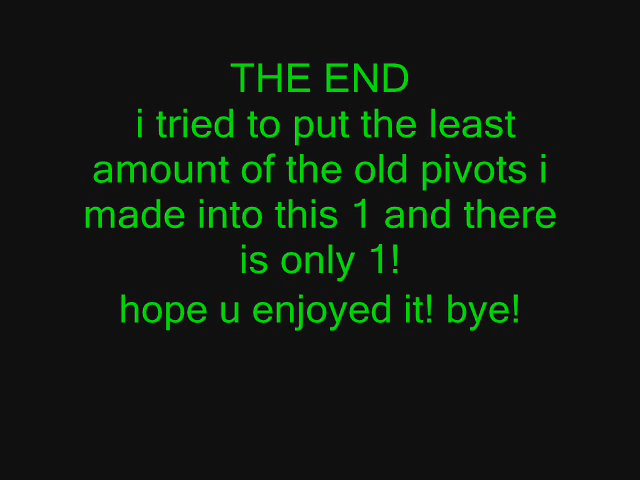 THE END
i tried to put the least
amount of the old pivots i
made into this 1 and there
is only 1!
hope u enjoyed it! bye!